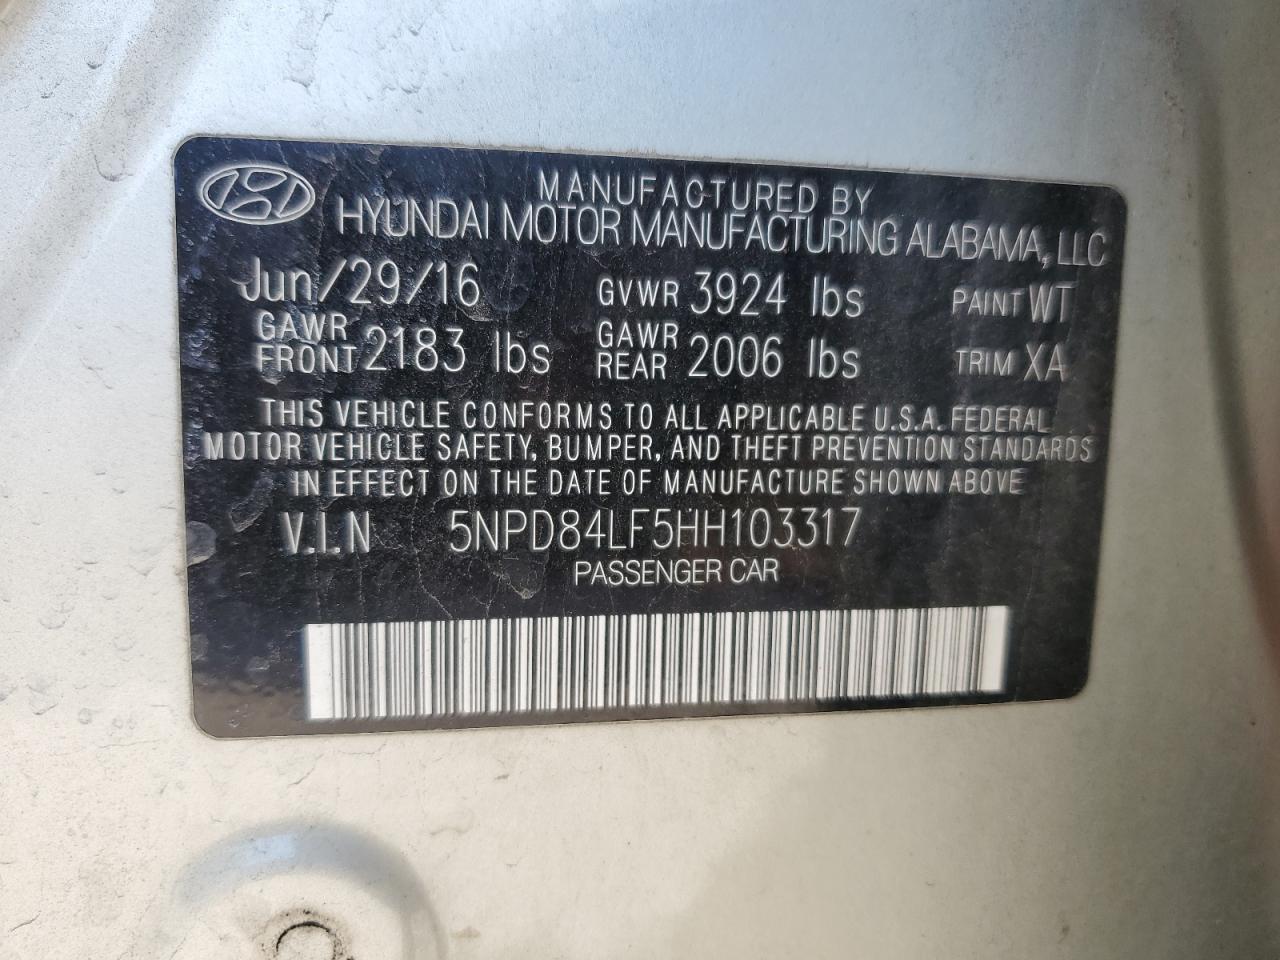 MANUFACTURED BY
HYUNDAI MOTOR MANUFACTURING ALABAMA, LLC
Jun/29/16 GVWR 3924 lbs PAINT WT
GAWR FRONT 2183 lbs GAWR REAR 2006 lbs TRIM XA
THIS VEHICLE CONFORMS TO ALL APPLICABLE U.S.A. FEDERAL
MOTOR VEHICLE SAFETY, BUMPER, AND THEFT PREVENTION STANDARDS
IN EFFECT ON THE DATE OF MANUFACTURE SHOWN ABOVE
V.I.N 5NPD84LF5HH103317
PASSENGER CAR